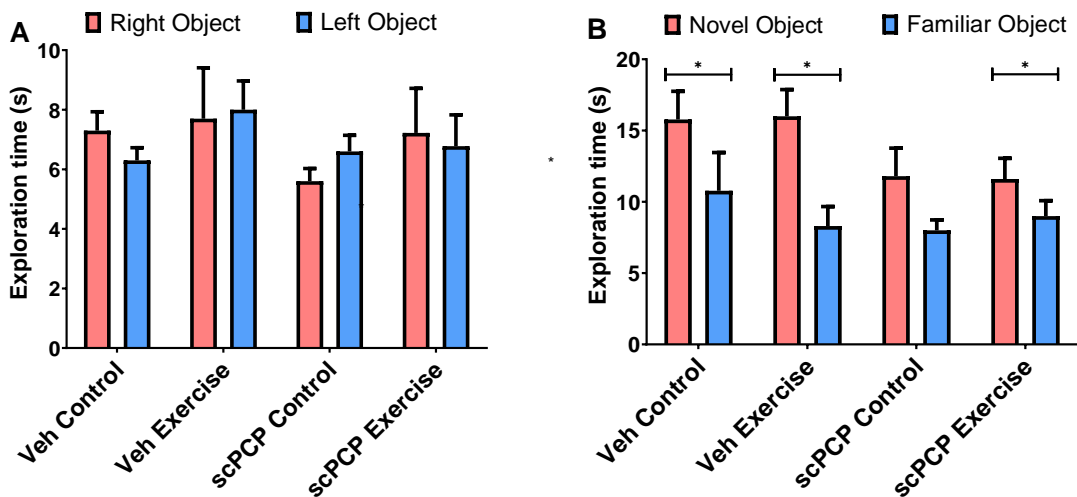 A
Right Object
Left Object
Exploration time (s)
10
8
6
4
2
0
Veh Control
Veh Exercise
scPCP Control
scPCP Exercise
*
B
Novel Object
Familiar Object
Exploration time (s)
20
15
10
5
0
*
*
*
Veh Control
Veh Exercise
scPCP Control
scPCP Exercise